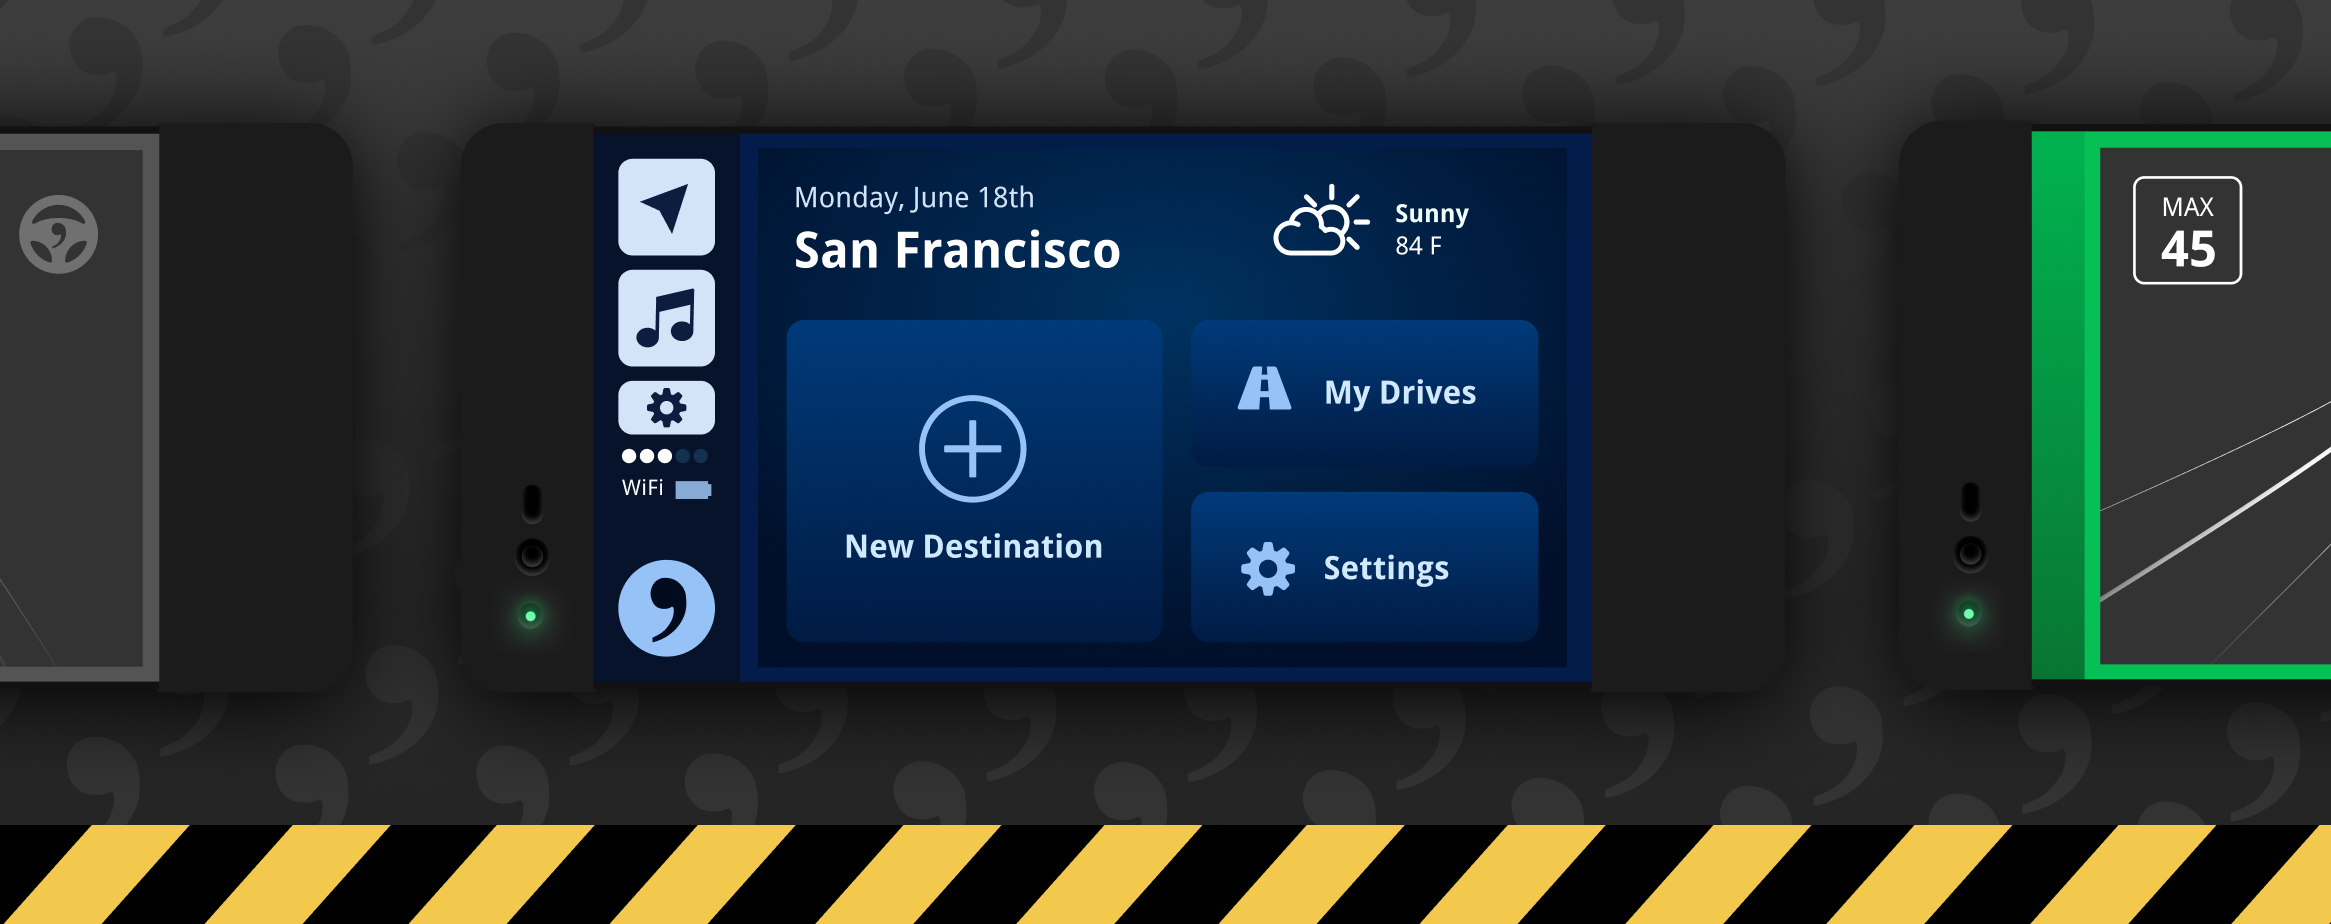 Monday, June 18th
San Francisco
Sunny
84 F
New Destination
My Drives
Settings
WiFi
MAX
45